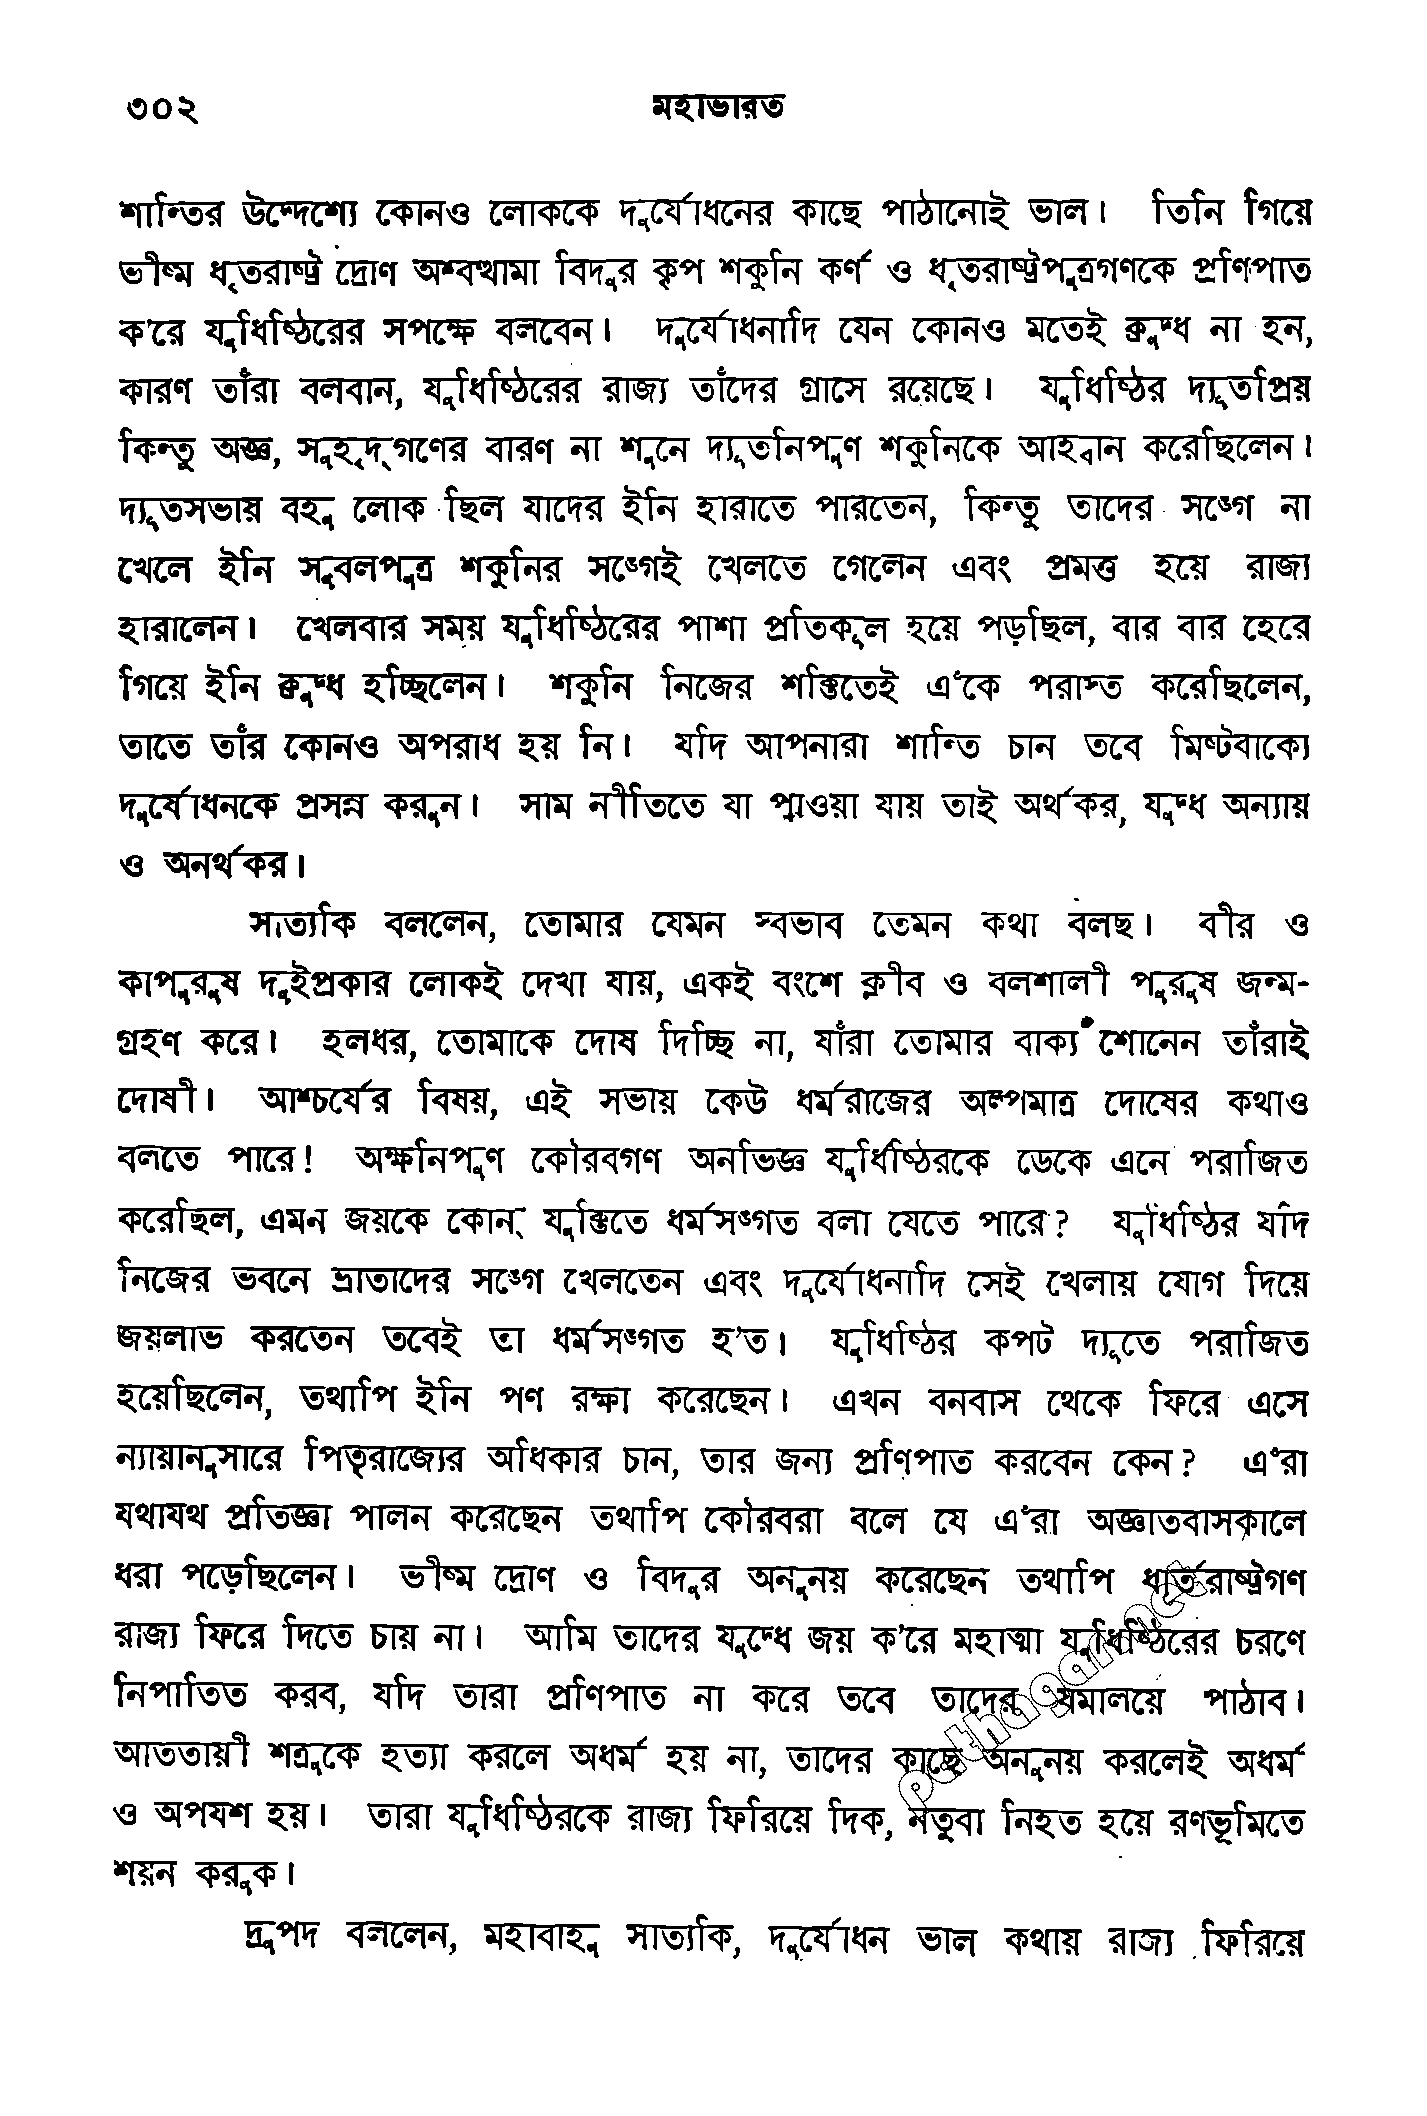 ৩০২ মহাভারত
শান্তির উদ্দেশ্যে কোনও লোককে দুর্যোধনের কাছে পাঠানোই ভাল। তিনি গিয়ে
ভীষ্ম ধৃতরাষ্ট্র দ্রোণ অশ্বত্থামা বিদুর কৃপ শকুনি কর্ণ ও ধৃতরাষ্ট্রপুত্রগণকে প্রণিপাত
ক'রে যুধিষ্ঠিরের সপক্ষে বলবেন। দুর্যোধনাদি যেন কোনও মতেই ক্রুদ্ধ না হন,
কারণ তাঁরা বলবান, যুধিষ্ঠিরের রাজ্য তাঁদের গ্রাসে রয়েছে। যুধিষ্ঠির দ্যূতপ্রিয়
কিন্তু অজ্ঞ, সুহৃদ্‌গণের বারণ না শুনে দ্যূতনিপুণ শকুনিকে আহ্বান করেছিলেন।
দ্যূতসভায় বহু লোক ছিল যাদের ইনি হারাতে পারতেন, কিন্তু তাদের সঙ্গে না
খেলে ইনি সুবলপুত্র শকুনির সঙ্গেই খেলতে গেলেন এবং প্রমত্ত হয়ে রাজ্য
হারালেন। খেলবার সময় যুধিষ্ঠিরের পাশা প্রতিকূল হয়ে পড়ছিল, বার বার হেরে
গিয়ে ইনি ক্রুদ্ধ হচ্ছিলেন। শকুনি নিজের শক্তিতেই এঁকে পরাস্ত করেছিলেন,
তাতে তাঁর কোনও অপরাধ হয় নি। যদি আপনারা শান্তি চান তবে মিষ্টবাক্যে
দুর্যোধনকে প্রসন্ন করুন। সাম নীতিতে যা পাওয়া যায় তাই অর্থকর, যুদ্ধ অন্যায়
ও অনর্থকর।
সাত্যকি বললেন, তোমার যেমন স্বভাব তেমন কথা বলছ। বীর ও
কাপুরুষ দুইপ্রকার লোকই দেখা যায়, একই বংশে ক্লীব ও বলশালী পুরুষ জন্ম-
গ্রহণ করে। হলধর, তোমাকে দোষ দিচ্ছি না, যাঁরা তোমার বাক্য শোনেন তাঁরাই
দোষী। আশ্চর্যের বিষয়, এই সভায় কেউ ধর্মরাজের অল্পমাত্র দোষের কথাও
বলতে পারে! অক্ষনিপুণ কৌরবগণ অনভিজ্ঞ যুধিষ্ঠিরকে ডেকে এনে পরাজিত
করেছিল, এমন জয়কে কোন্ যুক্তিতে ধর্মসঙ্গত বলা যেতে পারে? যুধিষ্ঠির যদি
নিজের ভবনে ভ্রাতাদের সঙ্গে খেলতেন এবং দুর্যোধনাদি সেই খেলায় যোগ দিয়ে
জয়লাভ করতেন তবেই তা ধর্মসঙ্গত হ'ত। যুধিষ্ঠির কপট দ্যূতে পরাজিত
হয়েছিলেন, তথাপি ইনি পণ রক্ষা করেছেন। এখন বনবাস থেকে ফিরে এসে
ন্যায়ানুসারে পিতৃরাজ্যের অধিকার চান, তার জন্য প্রণিপাত করবেন কেন? এঁরা
যথাযথ প্রতিজ্ঞা পালন করেছেন তথাপি কৌরবরা বলে যে এঁরা অজ্ঞাতবাসকালে
ধরা পড়েছিলেন। ভীষ্ম দ্রোণ ও বিদুর অনুনয় করেছেন তথাপি ধার্তরাষ্ট্রগণ
রাজ্য ফিরে দিতে চায় না। আমি তাদের যুদ্ধে জয় ক'রে মহাত্মা যুধিষ্ঠিরের চরণে
নিপাতিত করব, যদি তারা প্রণিপাত না করে তবে তাদের যমালয়ে পাঠাব।
আততায়ী শত্রুকে হত্যা করলে অধর্ম হয় না, তাদের কাছে অনুনয় করলেই অধর্ম
ও অপযশ হয়। তারা যুধিষ্ঠিরকে রাজ্য ফিরিয়ে দিক, নতুবা নিহত হয়ে রণভূমিতে
শয়ন করুক।
দ্রুপদ বললেন, মহাবাহু সাত্যকি, দুর্যোধন ভাল কথায় রাজ্য ফিরিয়ে